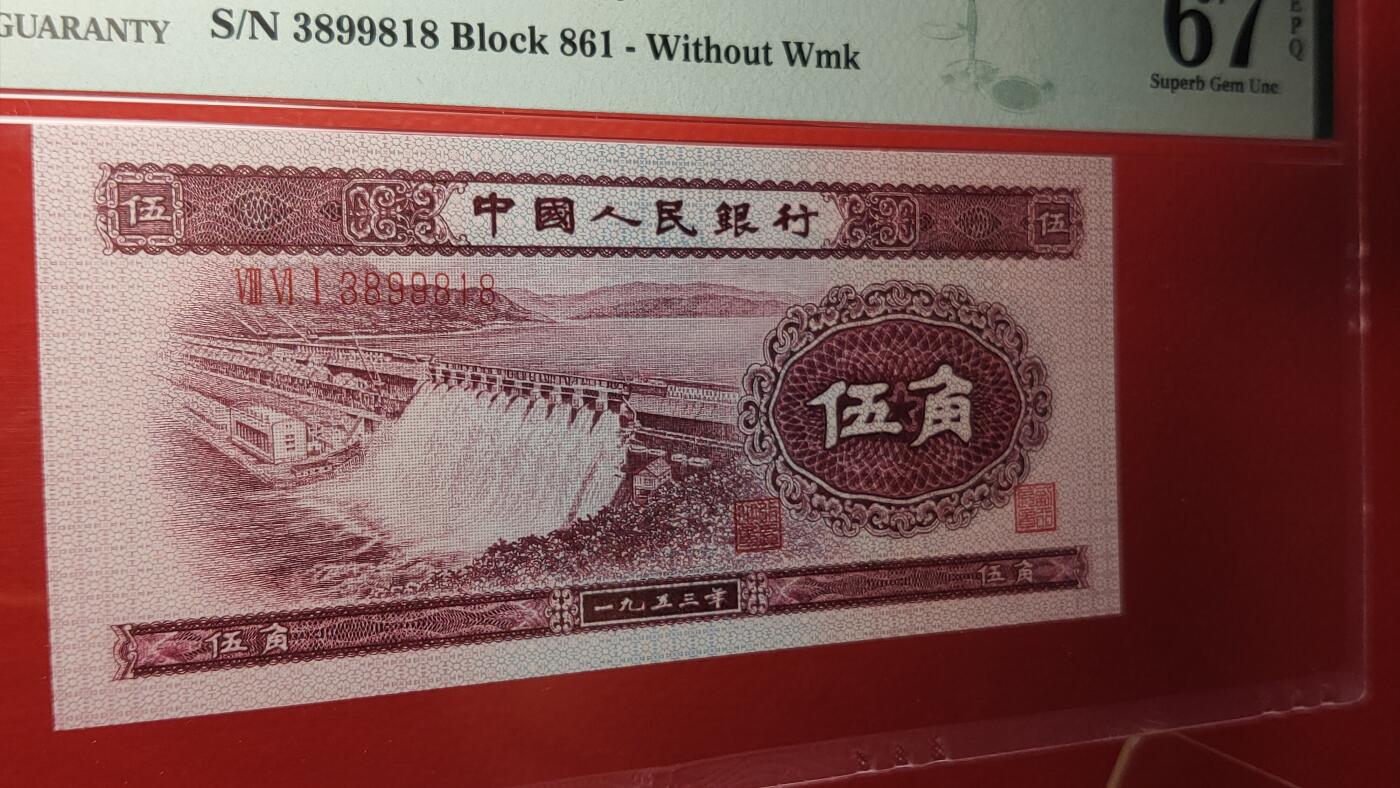 GUARANTY
S/N 3899818 Block 861 - Without Wmk
67
EPQ
Superb Gem Unc
伍
中國人民銀行
伍
VIII VI I 3899818
伍角
伍角
一九五三年
伍角